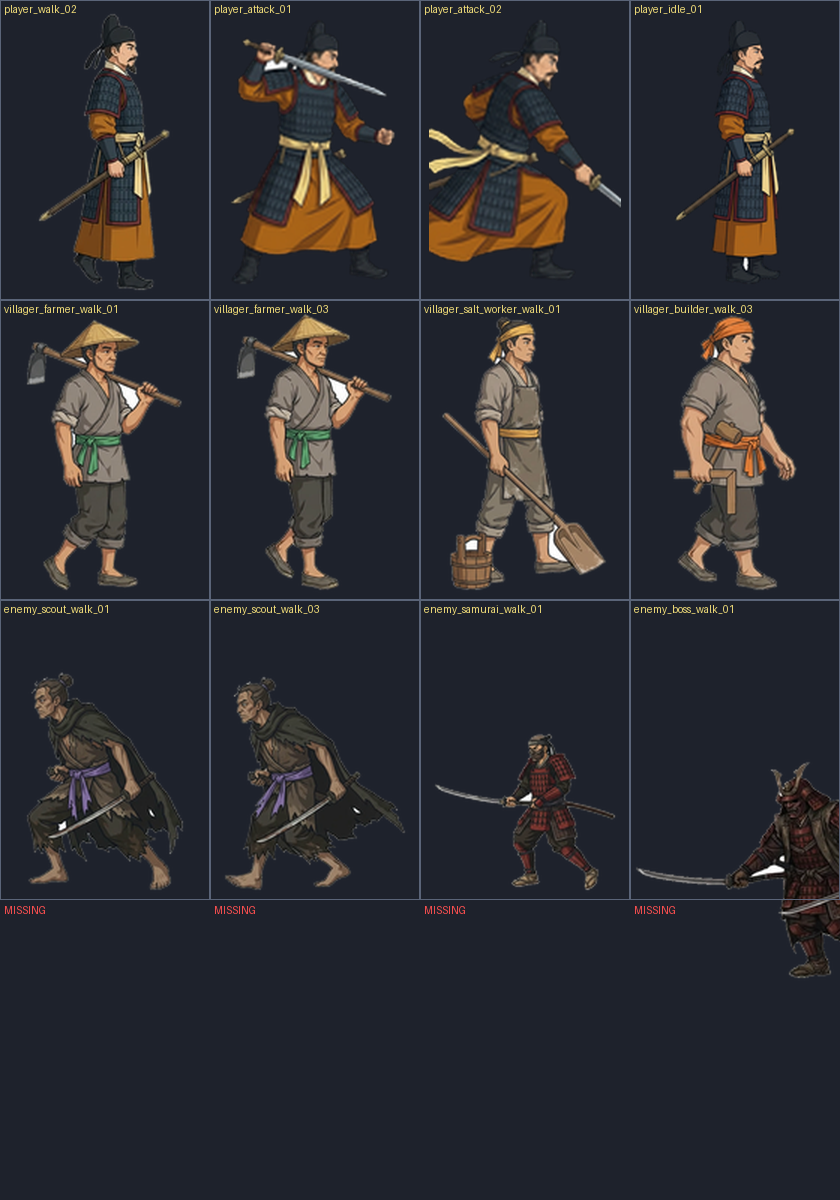 player_walk_02
player_attack_01
player_attack_02
player_idle_01
villager_farmer_walk_01
villager_farmer_walk_03
villager_salt_worker_walk_01
villager_builder_walk_03
enemy_scout_walk_01
enemy_scout_walk_03
enemy_samurai_walk_01
enemy_boss_walk_01
MISSING
MISSING
MISSING
MISSING